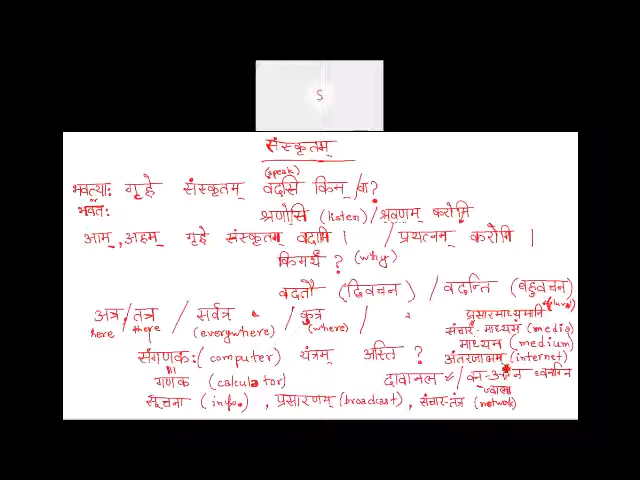 S
संस्कृतम्
(speak)
भवत्याः गृहे संस्कृतम् वदसि किम् /वा?
भवतः
श्रणोसि (listen) / श्रवणम् करोमि
आम्, अहम् गृहे संस्कृतम् वदामि । / प्रयत्नम् करोमि ।
किमर्थं ? (why)
वदतौ (द्विवचन) / वदन्ति (बहुवचन)
अत्र / तत्र / सर्वत्र / कुत्र / प्रसारमाध्यमानि
here there (everywhere) (where) संचार-माध्यम (media)
माध्यम (medium)
संगणकः (computer) यंत्रम् अस्ति ? अंतरजालम् (internet)
गणक (calculator) दावानल
ज्वाला
सूचना (info), प्रसारणम् (broadcast), संचार-तंत्र (network)